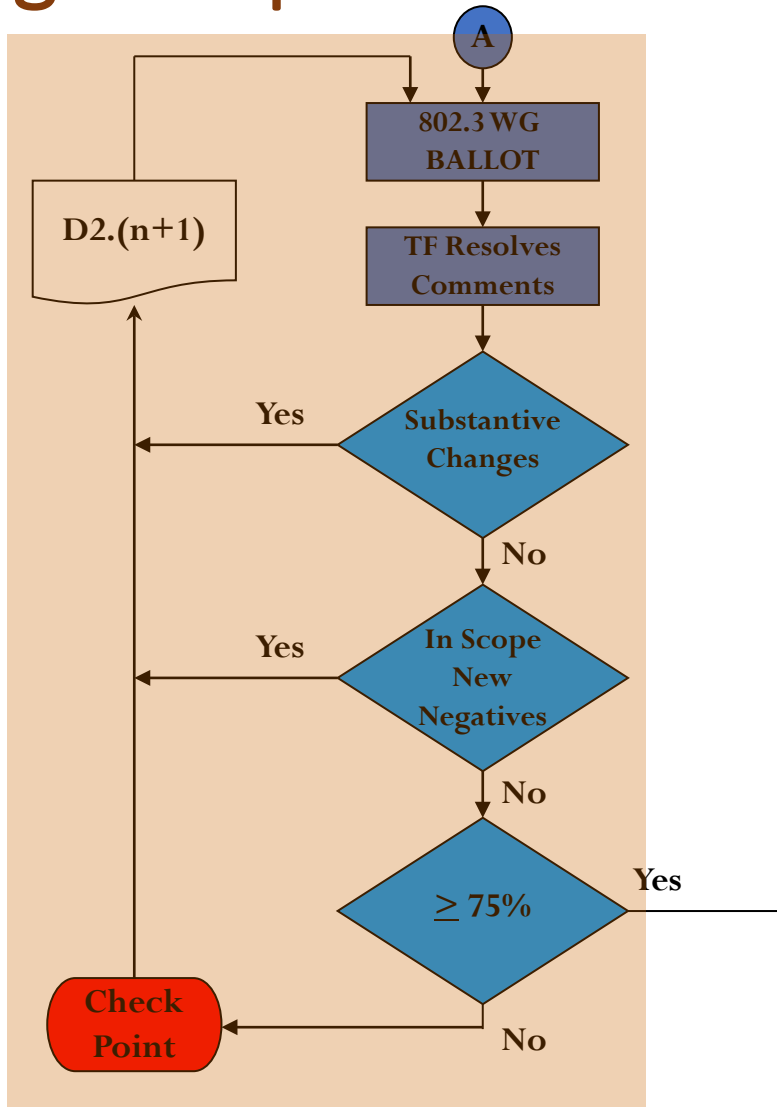 A
802.3 WG
BALLOT
D2.(n+1)
TF Resolves
Comments
Yes
Substantive
Changes
No
Yes
In Scope
New
Negatives
No
≥ 75%
Yes
Check
Point
No